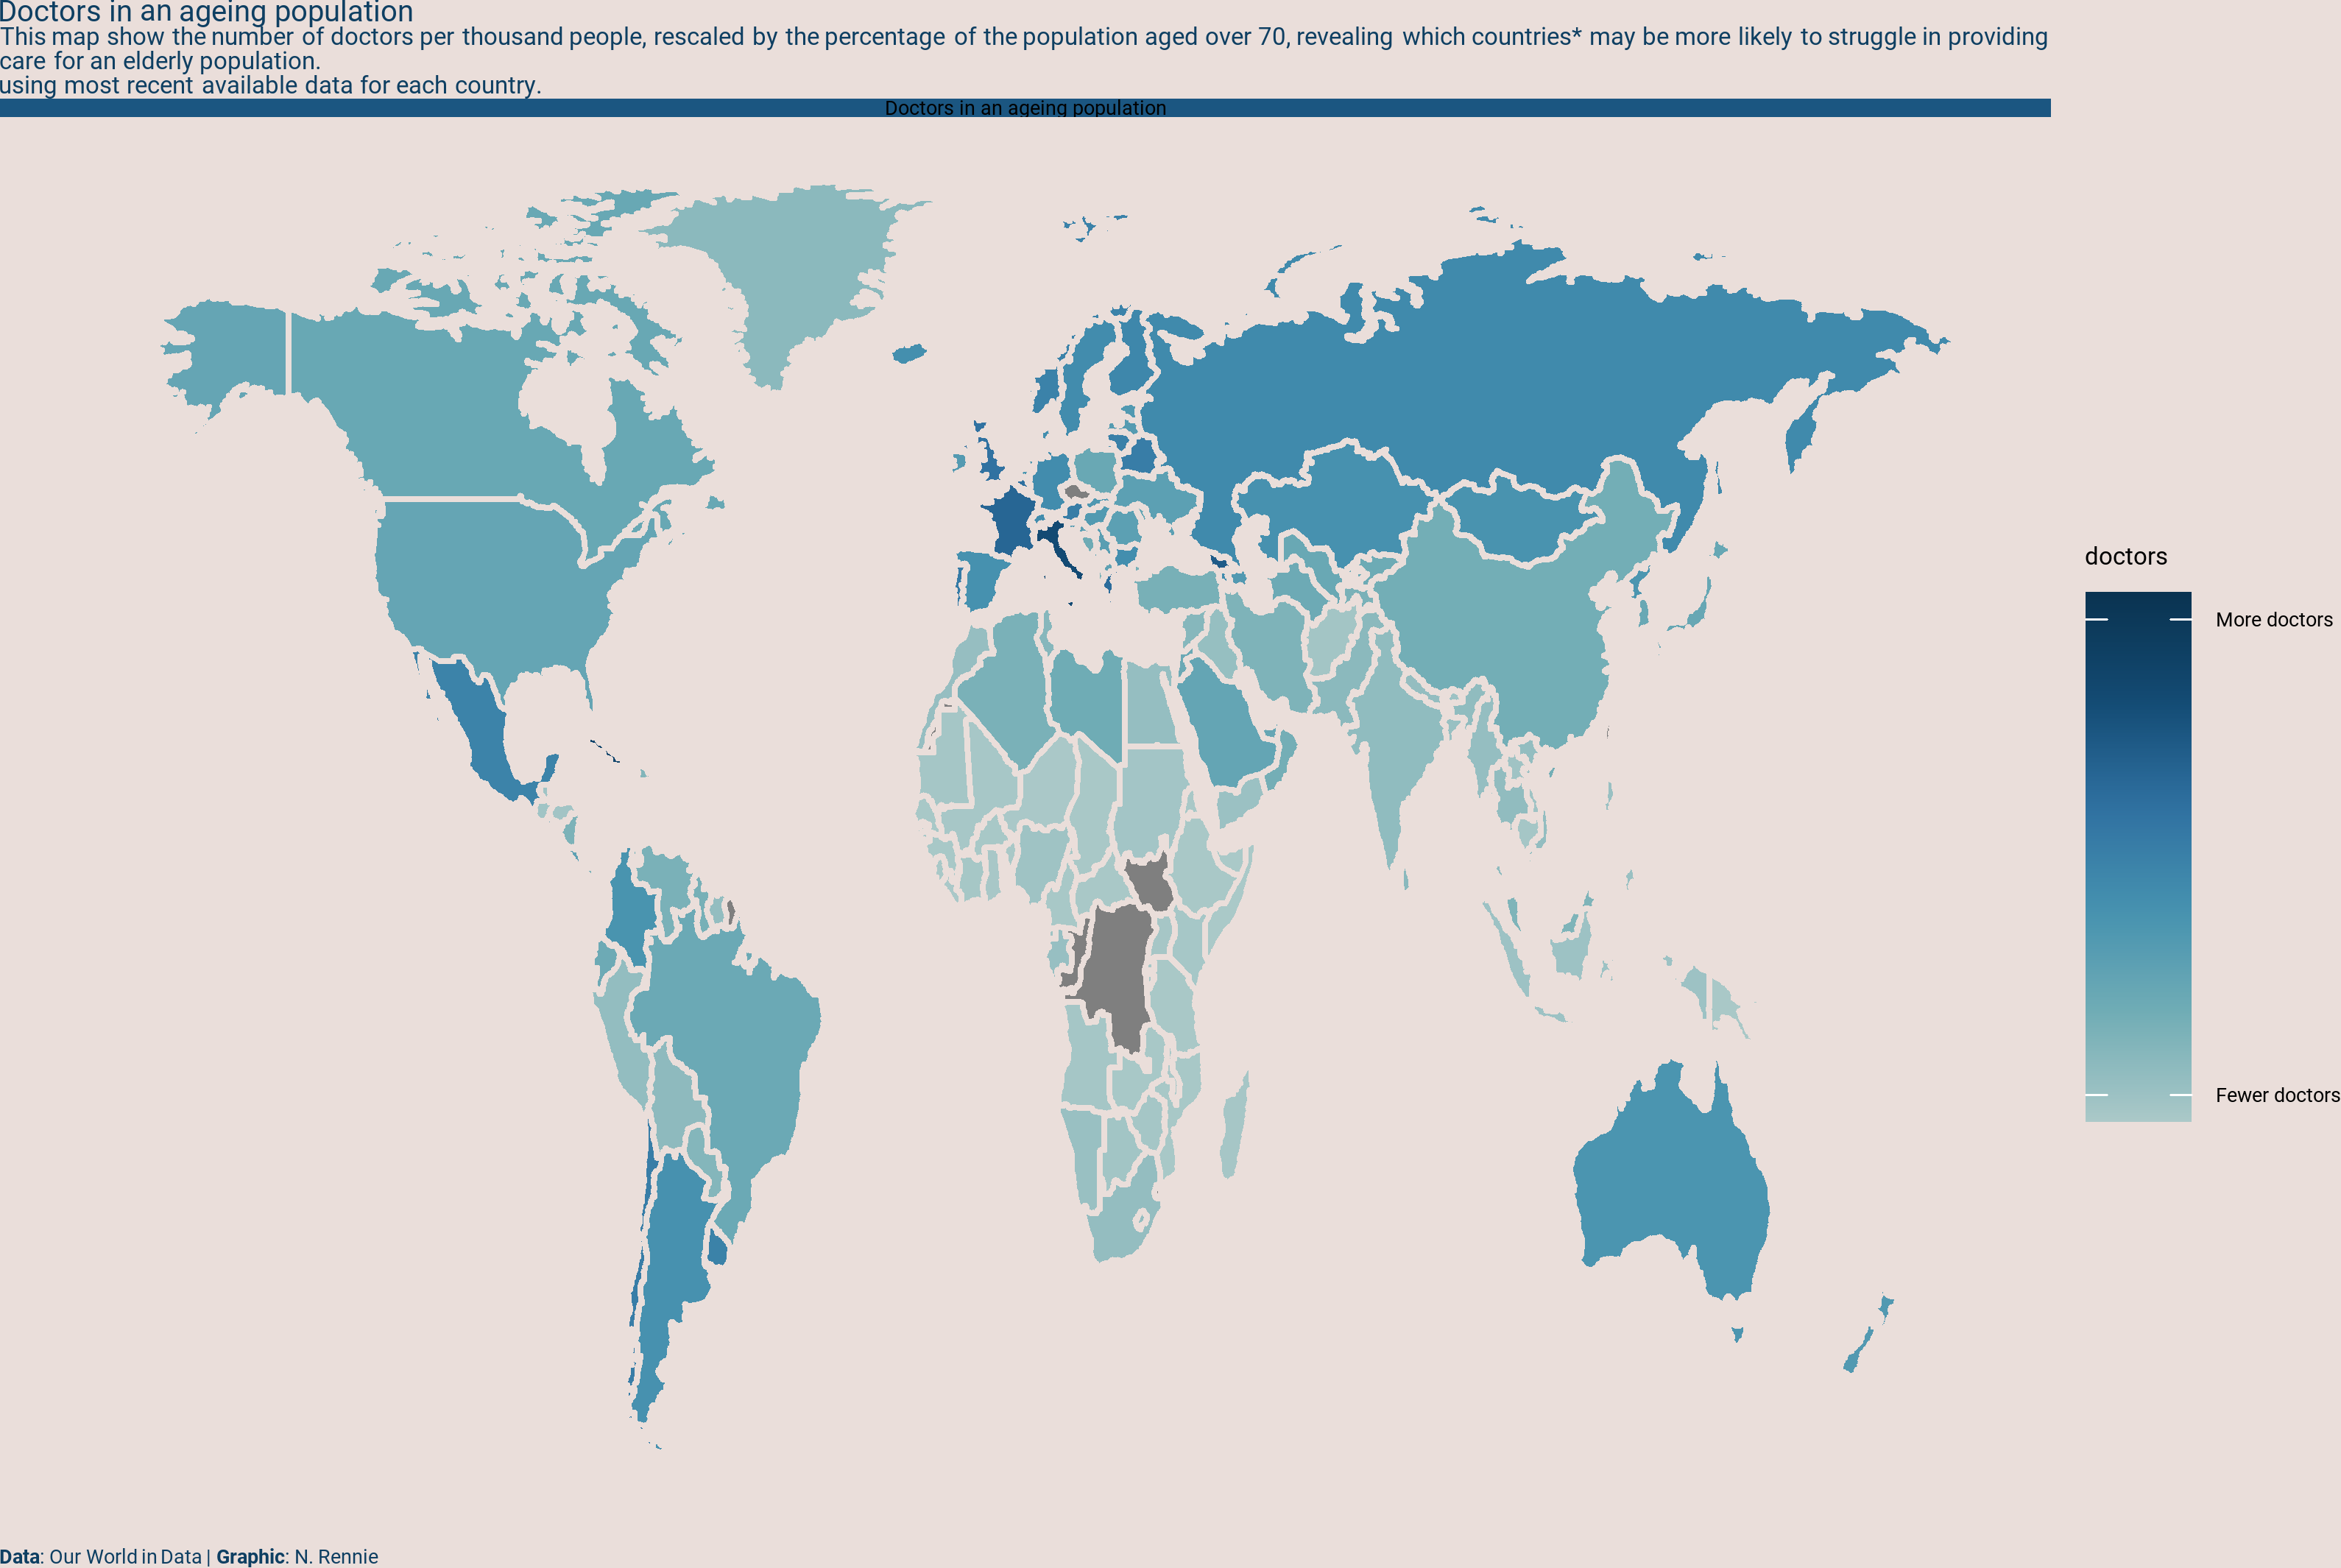 Doctors in an ageing population
This map show the number of doctors per thousand people, rescaled by the percentage of the population aged over 70, revealing which countries* may be more likely to struggle in providing
care for an elderly population.
using most recent available data for each country.
Doctors in an ageing population
doctors
More doctors
Fewer doctors
Data: Our World in Data | Graphic: N. Rennie